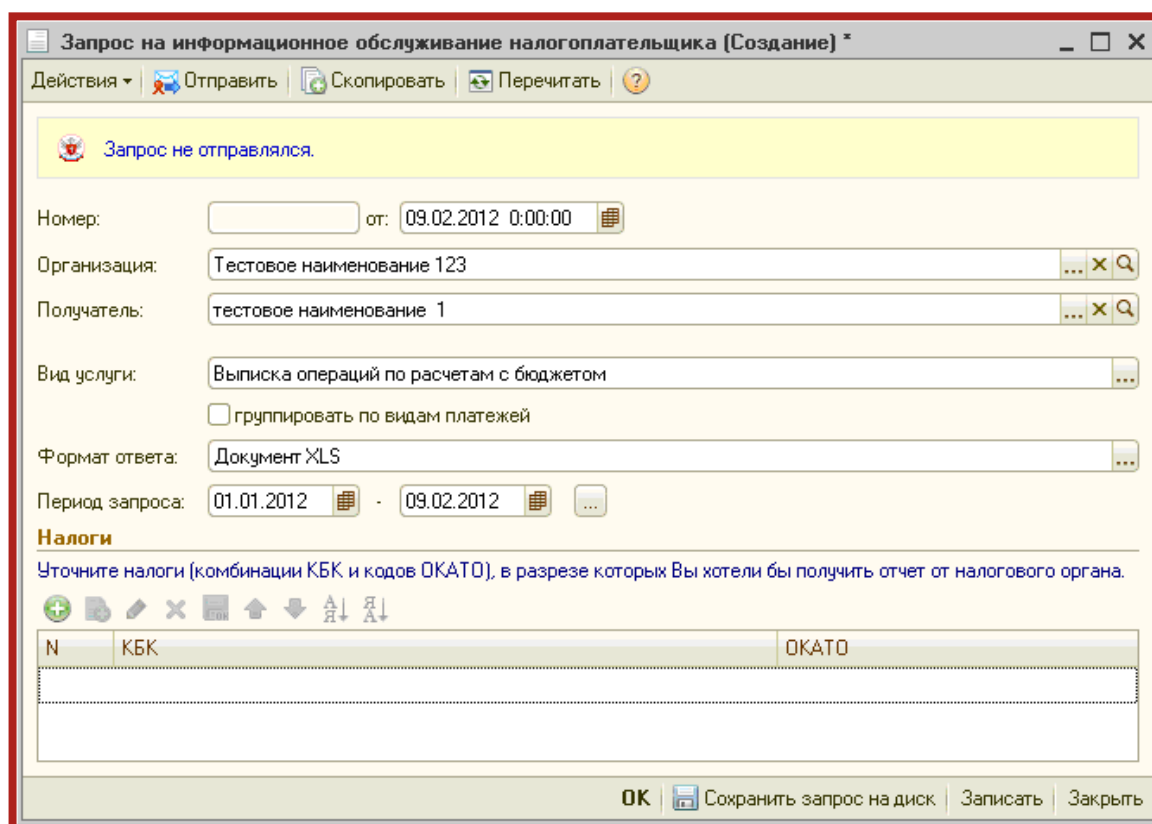 Запрос на информационное обслуживание налогоплательщика (Создание) *
Действия Отправить Скопировать Перечитать ?
Запрос не отправлялся.
Номер: от: 09.02.2012 0:00:00
Организация: Тестовое наименование 123 ...
Получатель: тестовое наименование 1 ...
Вид услуги: Выписка операций по расчетам с бюджетом ...
группировать по видам платежей
Формат ответа: Документ XLS ...
Период запроса: 01.01.2012 - 09.02.2012 ...
Налоги
Уточните налоги (комбинации КБК и кодов ОКАТО), в разрезе которых Вы хотели бы получить отчет от налогового органа.
N КБК ОКАТО
OK Сохранить запрос на диск Записать Закрыть